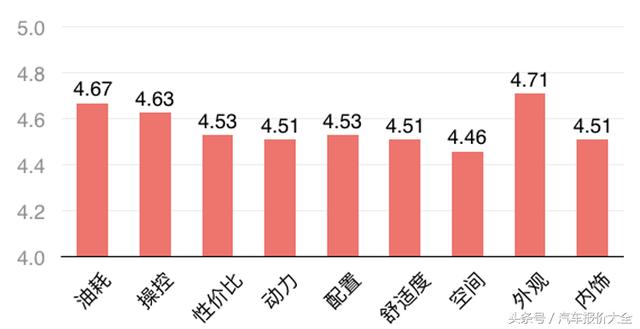 5.0
4.8
4.6
4.4
4.2
4.0
4.67
4.63
4.53
4.51
4.53
4.51
4.46
4.71
4.51
油耗
操控
性价比
动力
配置
舒适度
空间
外观
内饰
头条号 / 汽车报价大全